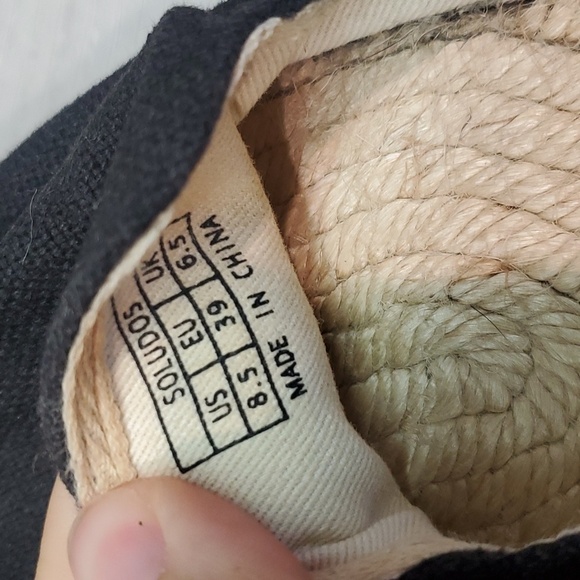 SOLUDOS
US EU UK
8.5 39 6.5
MADE IN CHINA